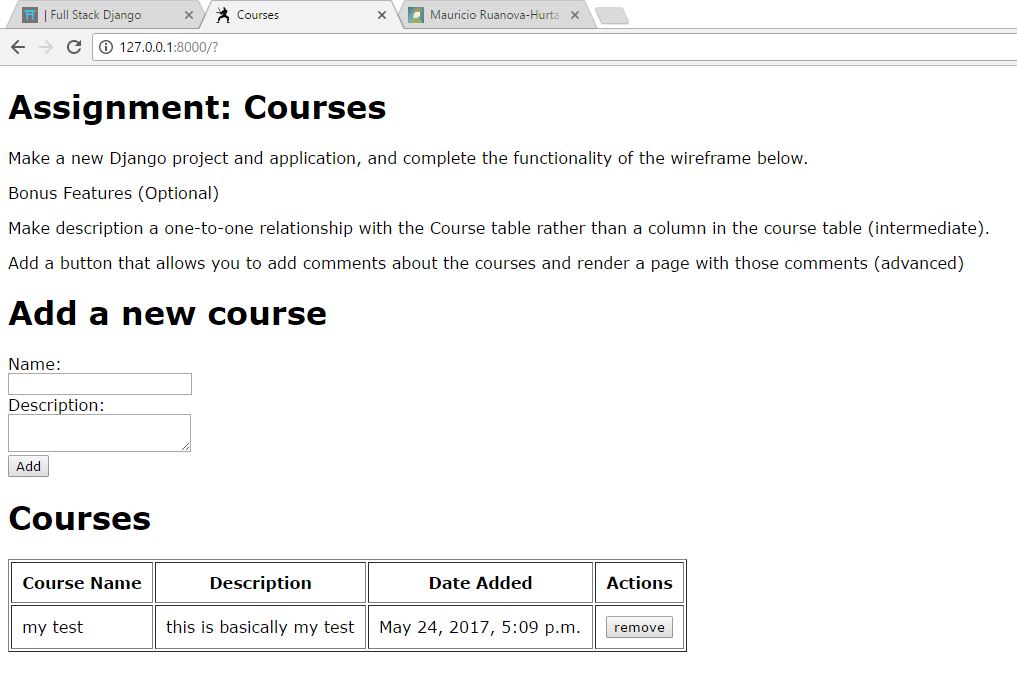 | Full Stack Django
Courses
Mauricio Ruanova-Hurta
127.0.0.1:8000/?
Assignment: Courses
Make a new Django project and application, and complete the functionality of the wireframe below.
Bonus Features (Optional)
Make description a one-to-one relationship with the Course table rather than a column in the course table (intermediate).
Add a button that allows you to add comments about the courses and render a page with those comments (advanced)
Add a new course
Name:
Description:
Add
Courses
Course Name Description Date Added Actions
my test this is basically my test May 24, 2017, 5:09 p.m. remove